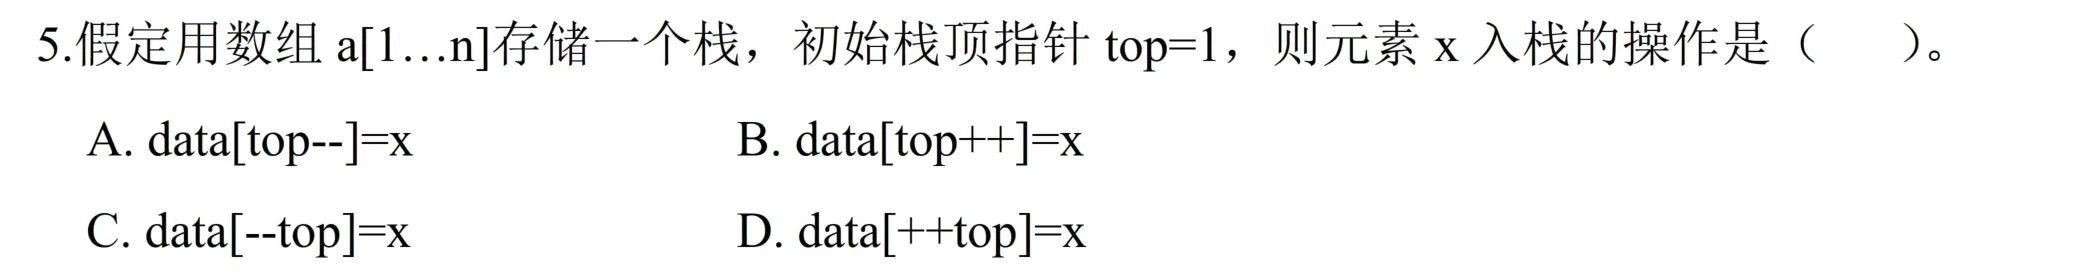 5.假定用数组 a[1…n]存储一个栈，初始栈顶指针 top=1，则元素 x 入栈的操作是（　　）。
A. data[top--]=x
B. data[top++]=x
C. data[--top]=x
D. data[++top]=x